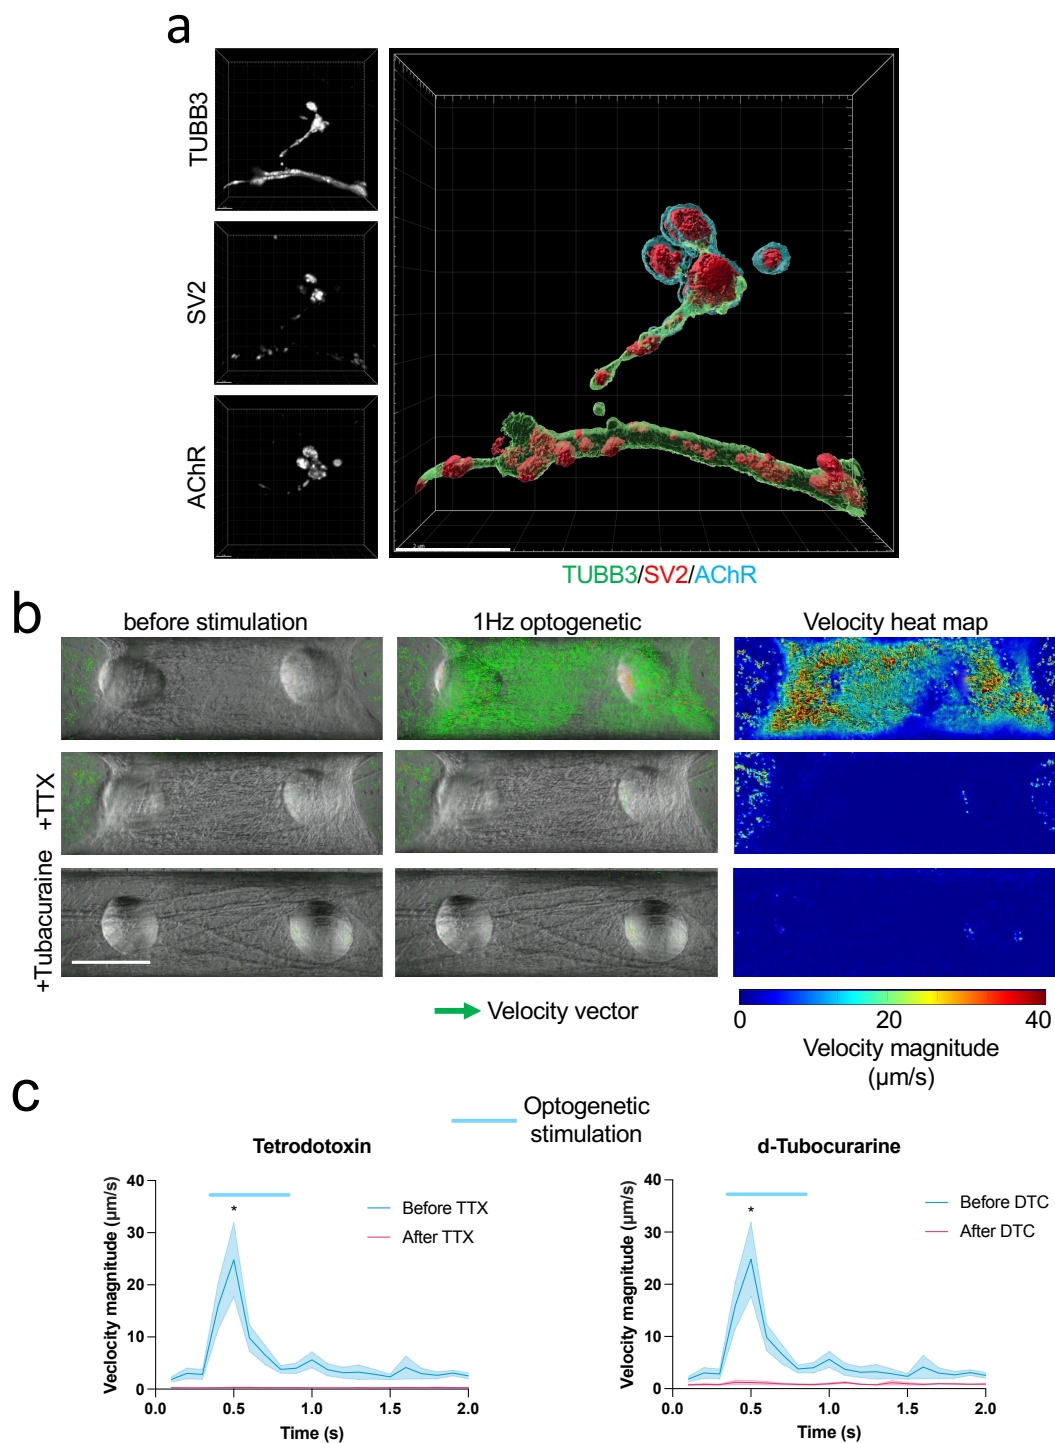 a
TUBB3
SV2
AChR
2 µm
TUBB3/SV2/AChR
b
before stimulation
1Hz optogenetic
Velocity heat map
+TTX
+Tubacuraine
Velocity vector
0 20 40
Velocity magnitude
(µm/s)
c
Optogenetic
stimulation
Tetrodotoxin
Veclocity magnitude (µm/s)
40
30
20
10
0
*
Before TTX
After TTX
0.0 0.5 1.0 1.5 2.0
Time (s)
d-Tubocurarine
Velocity magnitude (µm/s)
40
30
20
10
0
*
Before DTC
After DTC
0.0 0.5 1.0 1.5 2.0
Time (s)